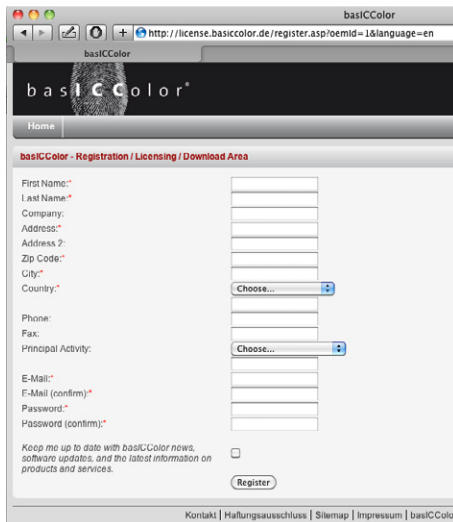 basICColor
http://license.basiccolor.de/register.asp?oemId=1&language=en
basICColor
basICColor®
Home
basICColor - Registration / Licensing / Download Area
First Name:*
Last Name:*
Company:
Address:*
Address 2:
Zip Code:*
City:*
Country:* Choose...
Phone:
Fax:
Principal Activity: Choose...
E-Mail:*
E-Mail (confirm):*
Password:*
Password (confirm):*
Keep me up to date with basICColor news,
software updates, and the latest information on
products and services.
Register
Kontakt | Haftungsausschluss | Sitemap | Impressum | basICColo